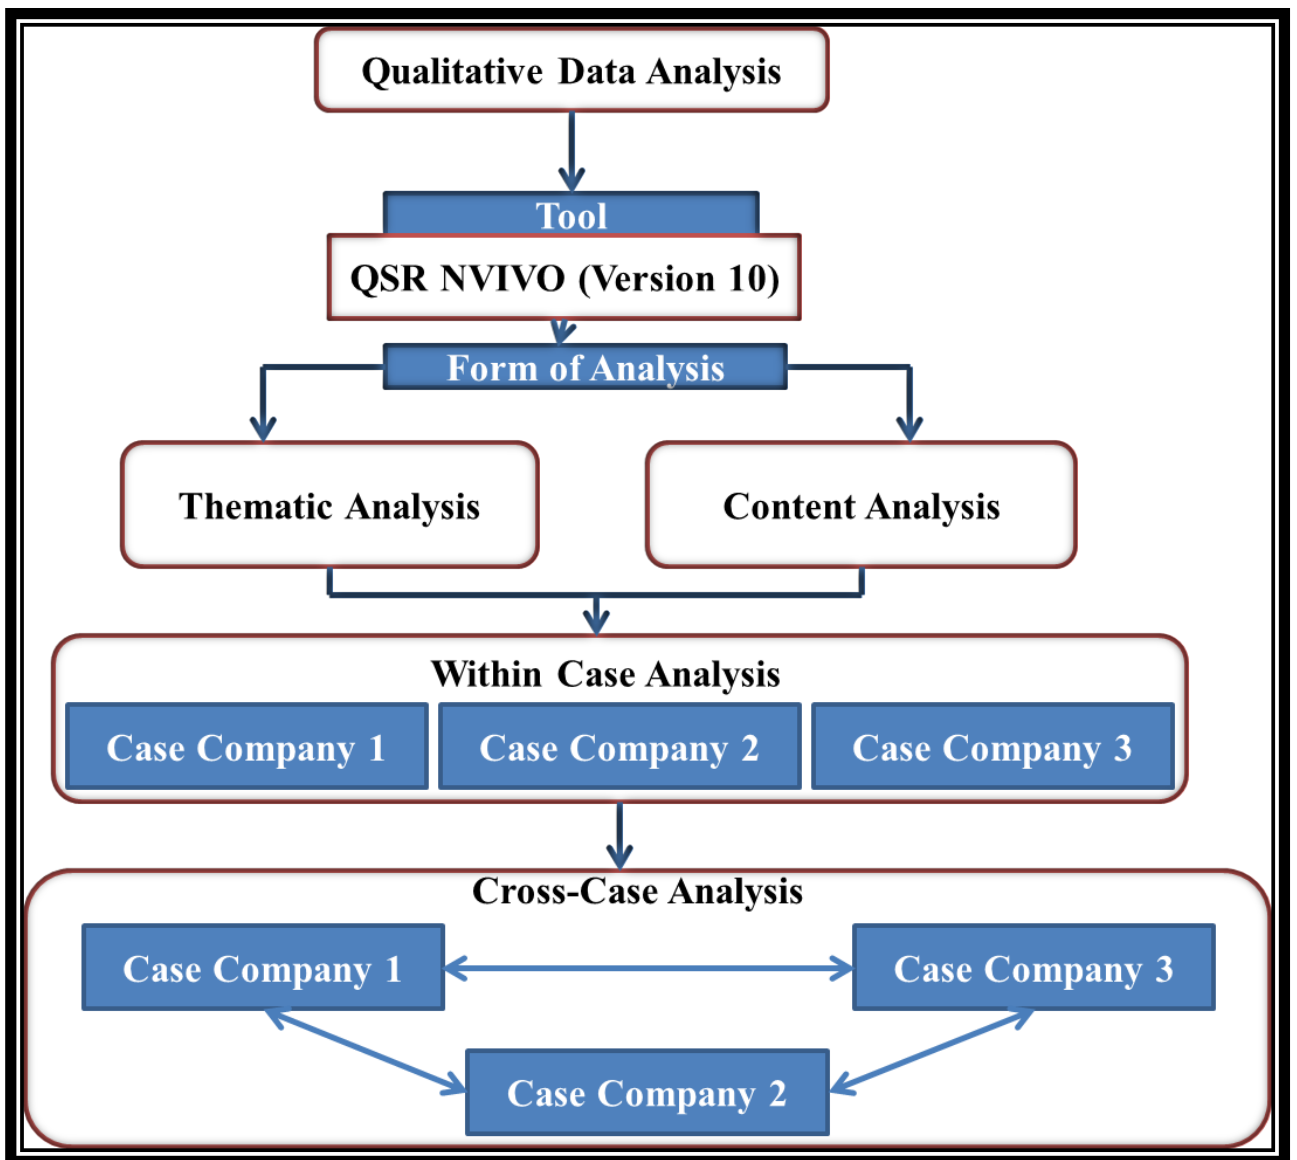 Qualitative Data Analysis
Tool
QSR NVIVO (Version 10)
Form of Analysis
Thematic Analysis
Content Analysis
Within Case Analysis
Case Company 1
Case Company 2
Case Company 3
Cross-Case Analysis
Case Company 1
Case Company 3
Case Company 2